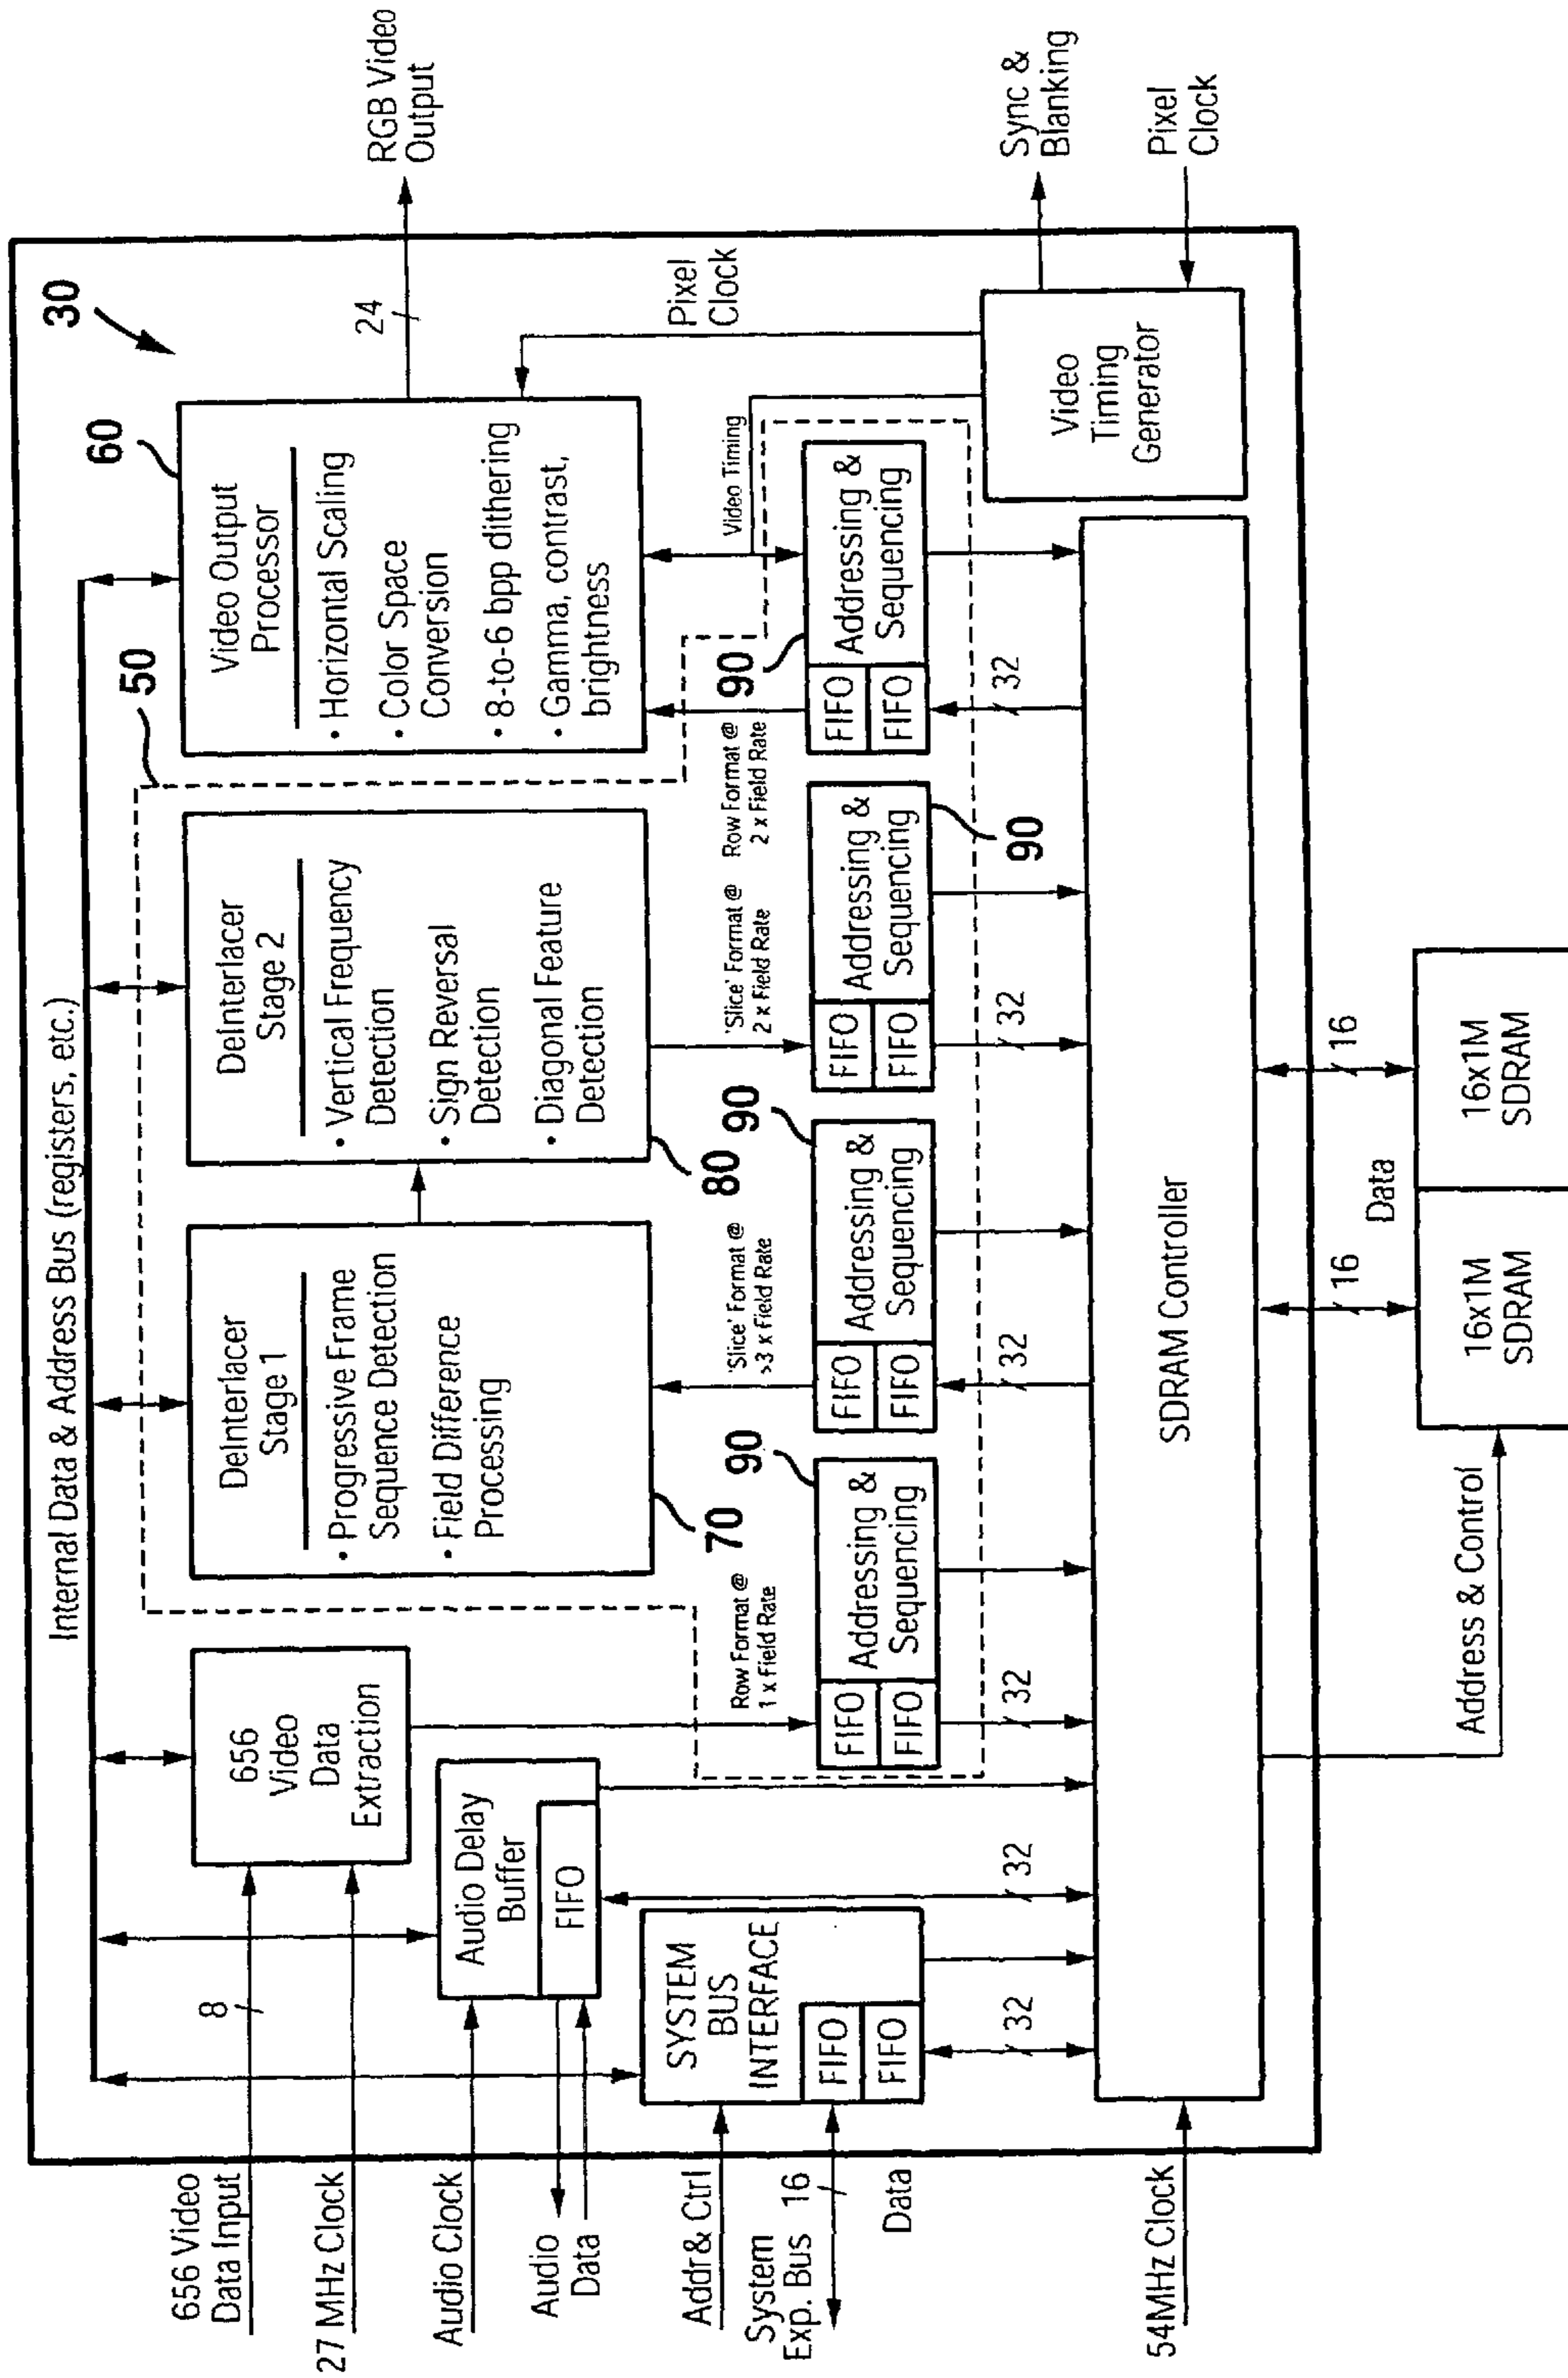 30
Internal Data & Address Bus (registers, etc.)
656 Video
Data Input
8
27 MHz Clock
656
Video
Data
Extraction
Audio Clock
Audio
Data
Audio Delay
Buffer
FIFO
Addr& Ctrl
System
Exp. Bus
16
Data
SYSTEM
BUS
INTERFACE
FIFO
FIFO
32
32
54MHz Clock
50
DeInterlacer
Stage 1
• Progressive Frame
Sequence Detection
• Field Difference
Processing
70
DeInterlacer
Stage 2
• Vertical Frequency
Detection
• Sign Reversal
Detection
• Diagonal Feature
Detection
80
60
Video Output
Processor
• Horizontal Scaling
• Color Space
Conversion
• 8-to-6 bpp dithering
• Gamma, contrast,
brightness
24
RGB Video
Output
Row Format @
1 x Field Rate
90
FIFO
FIFO
Addressing &
Sequencing
32
'Slice' Format @
>3 x Field Rate
90
FIFO
FIFO
Addressing &
Sequencing
32
'Slice' Format @
2 x Field Rate
FIFO
FIFO
Addressing &
Sequencing
90
32
Row Format @
2 x Field Rate
90
FIFO
FIFO
Addressing &
Sequencing
32
Video Timing
Pixel
Clock
Video
Timing
Generator
Sync &
Blanking
Pixel
Clock
SDRAM Controller
Address & Control
16
Data
16
16x1M
SDRAM
16x1M
SDRAM